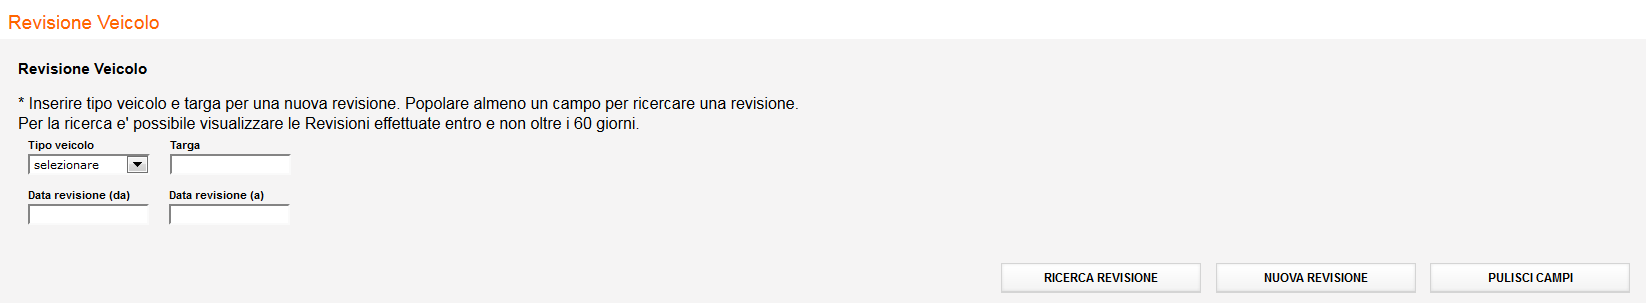 Revisione Veicolo
Revisione Veicolo
* Inserire tipo veicolo e targa per una nuova revisione. Popolare almeno un campo per ricercare una revisione.
Per la ricerca e' possibile visualizzare le Revisioni effettuate entro e non oltre i 60 giorni.
Tipo veicolo Targa
selezionare
Data revisione (da) Data revisione (a)
RICERCA REVISIONE NUOVA REVISIONE PULISCI CAMPI